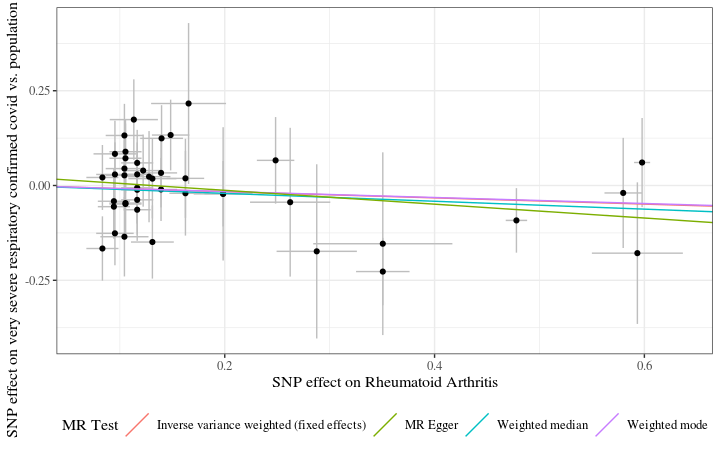 SNP effect on very severe respiratory confirmed covid vs. population
0.25
0.00
-0.25
0.2
0.4
0.6
SNP effect on Rheumatoid Arthritis
MR Test
Inverse variance weighted (fixed effects)
MR Egger
Weighted median
Weighted mode